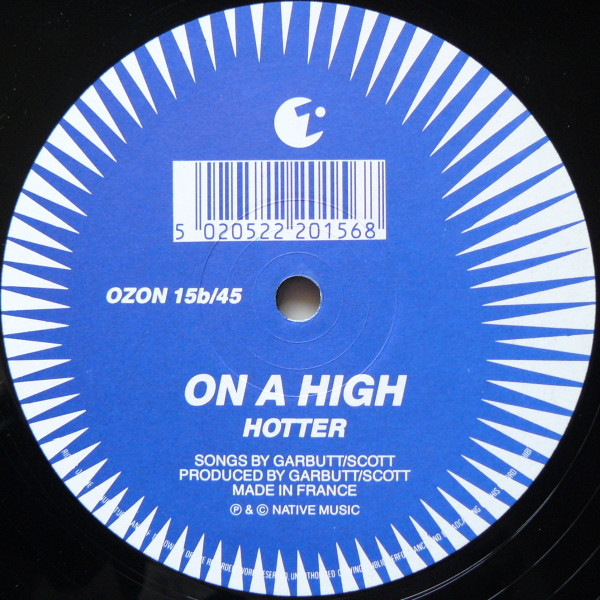 5 020522 201568
OZON 15b/45
ON A HIGH
HOTTER
SONGS BY GARBUTT/SCOTT
PRODUCED BY GARBUTT/SCOTT
MADE IN FRANCE
℗ & © NATIVE MUSIC